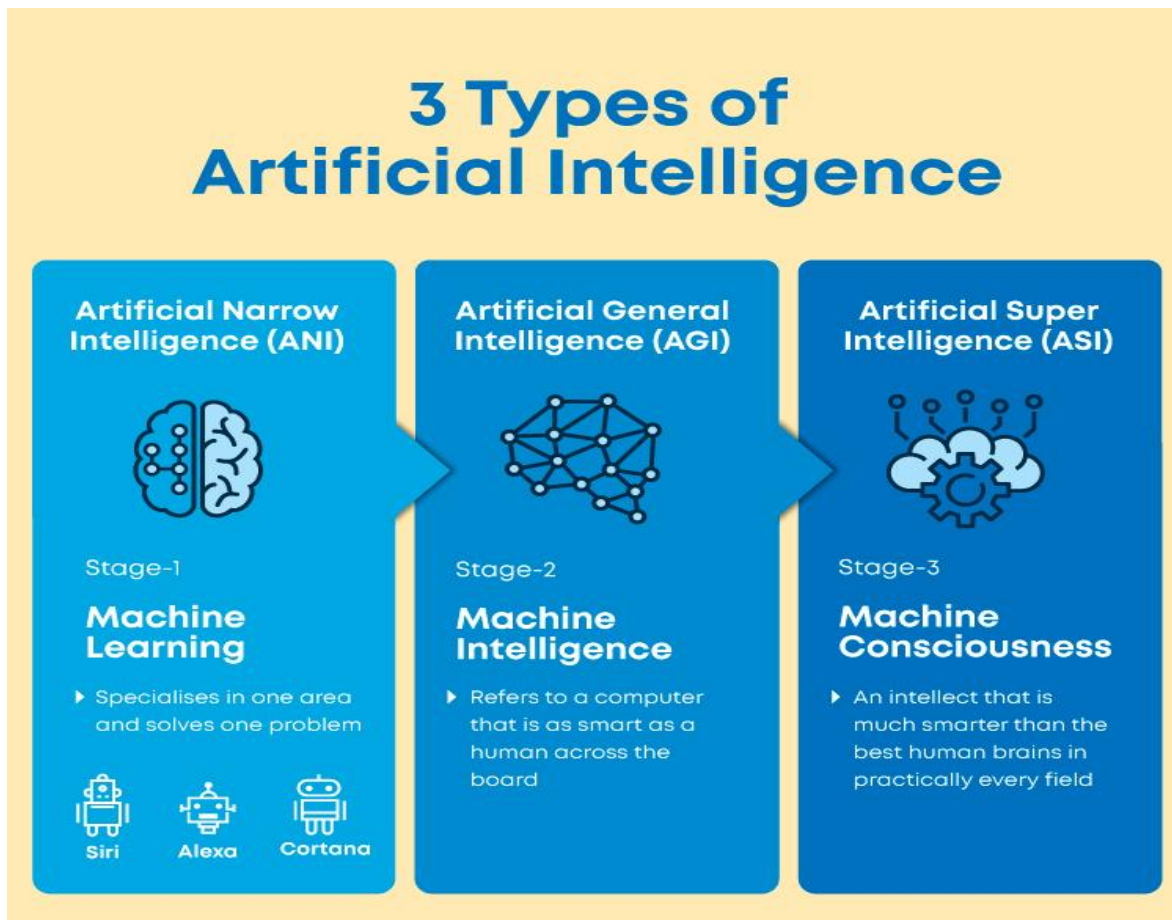 3 Types of
Artificial Intelligence
Artificial Narrow
Intelligence (ANI)
Stage-1
Machine
Learning
Specialises in one area
and solves one problem
Siri
Alexa
Cortana
Artificial General
Intelligence (AGI)
Stage-2
Machine
Intelligence
Refers to a computer
that is as smart as a
human across the
board
Artificial Super
Intelligence (ASI)
Stage-3
Machine
Consciousness
An intellect that is
much smarter than the
best human brains in
practically every field